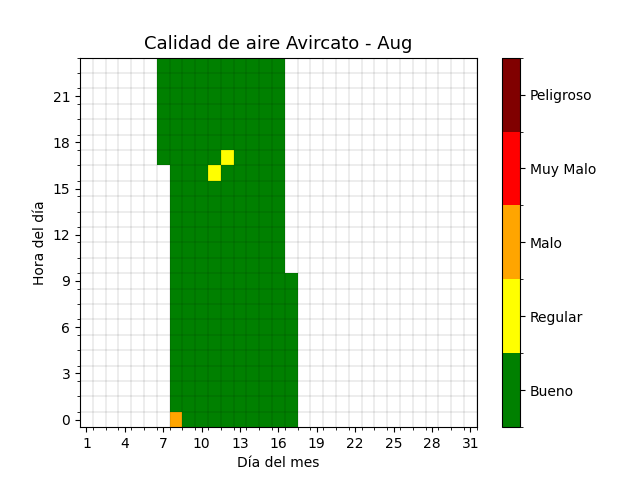 Calidad de aire Avircato - Aug
Hora del día
21
18
15
12
9
6
3
0
1 4 7 10 13 16 19 22 25 28 31
Día del mes
Peligroso
Muy Malo
Malo
Regular
Bueno